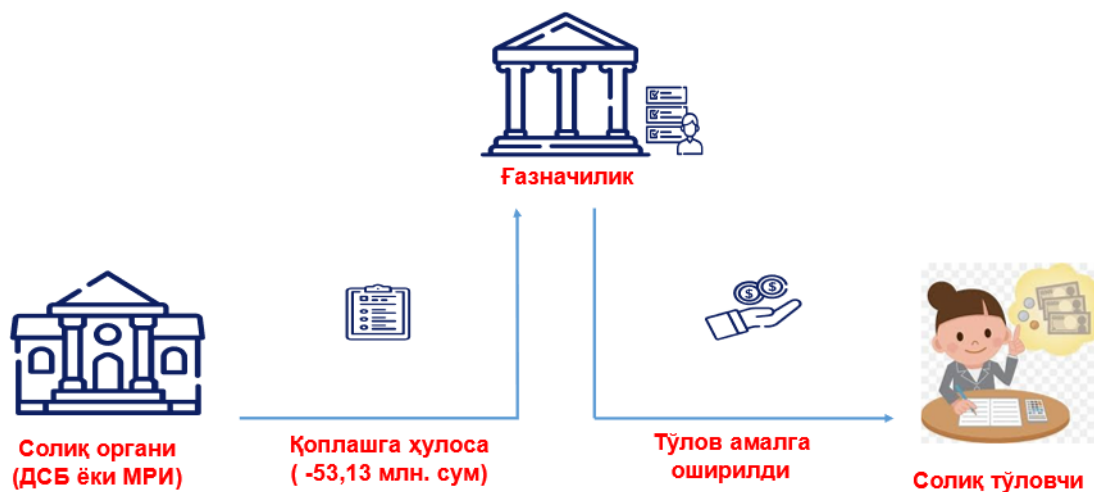 Ғазначилик
Солиқ органи
(ДСБ ёки МРИ)
Қоплашга ҳулоса
( -53,13 млн. сум)
Тўлов амалга
оширилди
Солиқ тўловчи